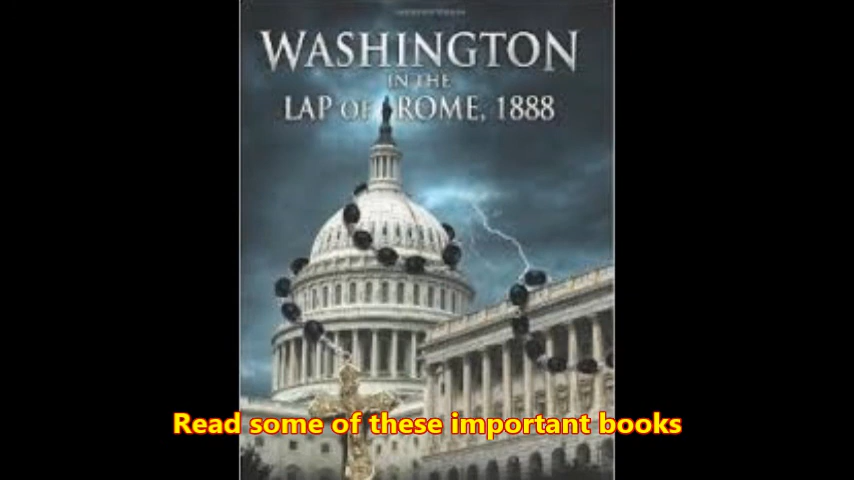 WASHINGTON
IN THE
LAP OF ROME, 1888
Read some of these important books